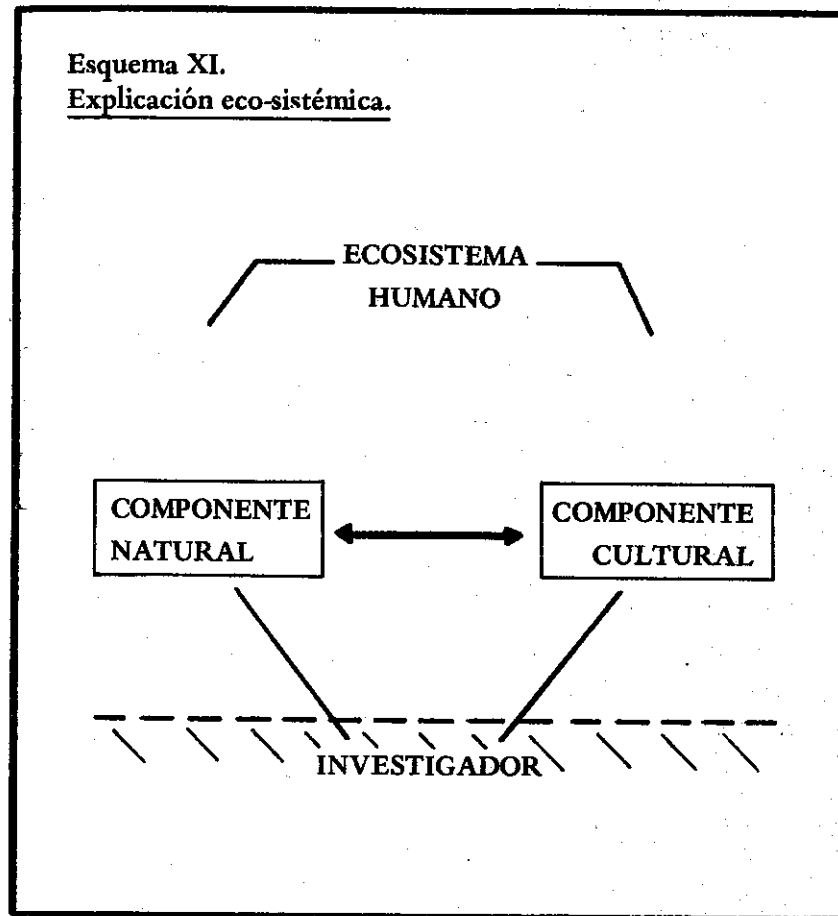 Esquema XI.
Explicación eco-sistémica.
ECOSISTEMA
HUMANO
COMPONENTE
NATURAL
COMPONENTE
CULTURAL
INVESTIGADOR